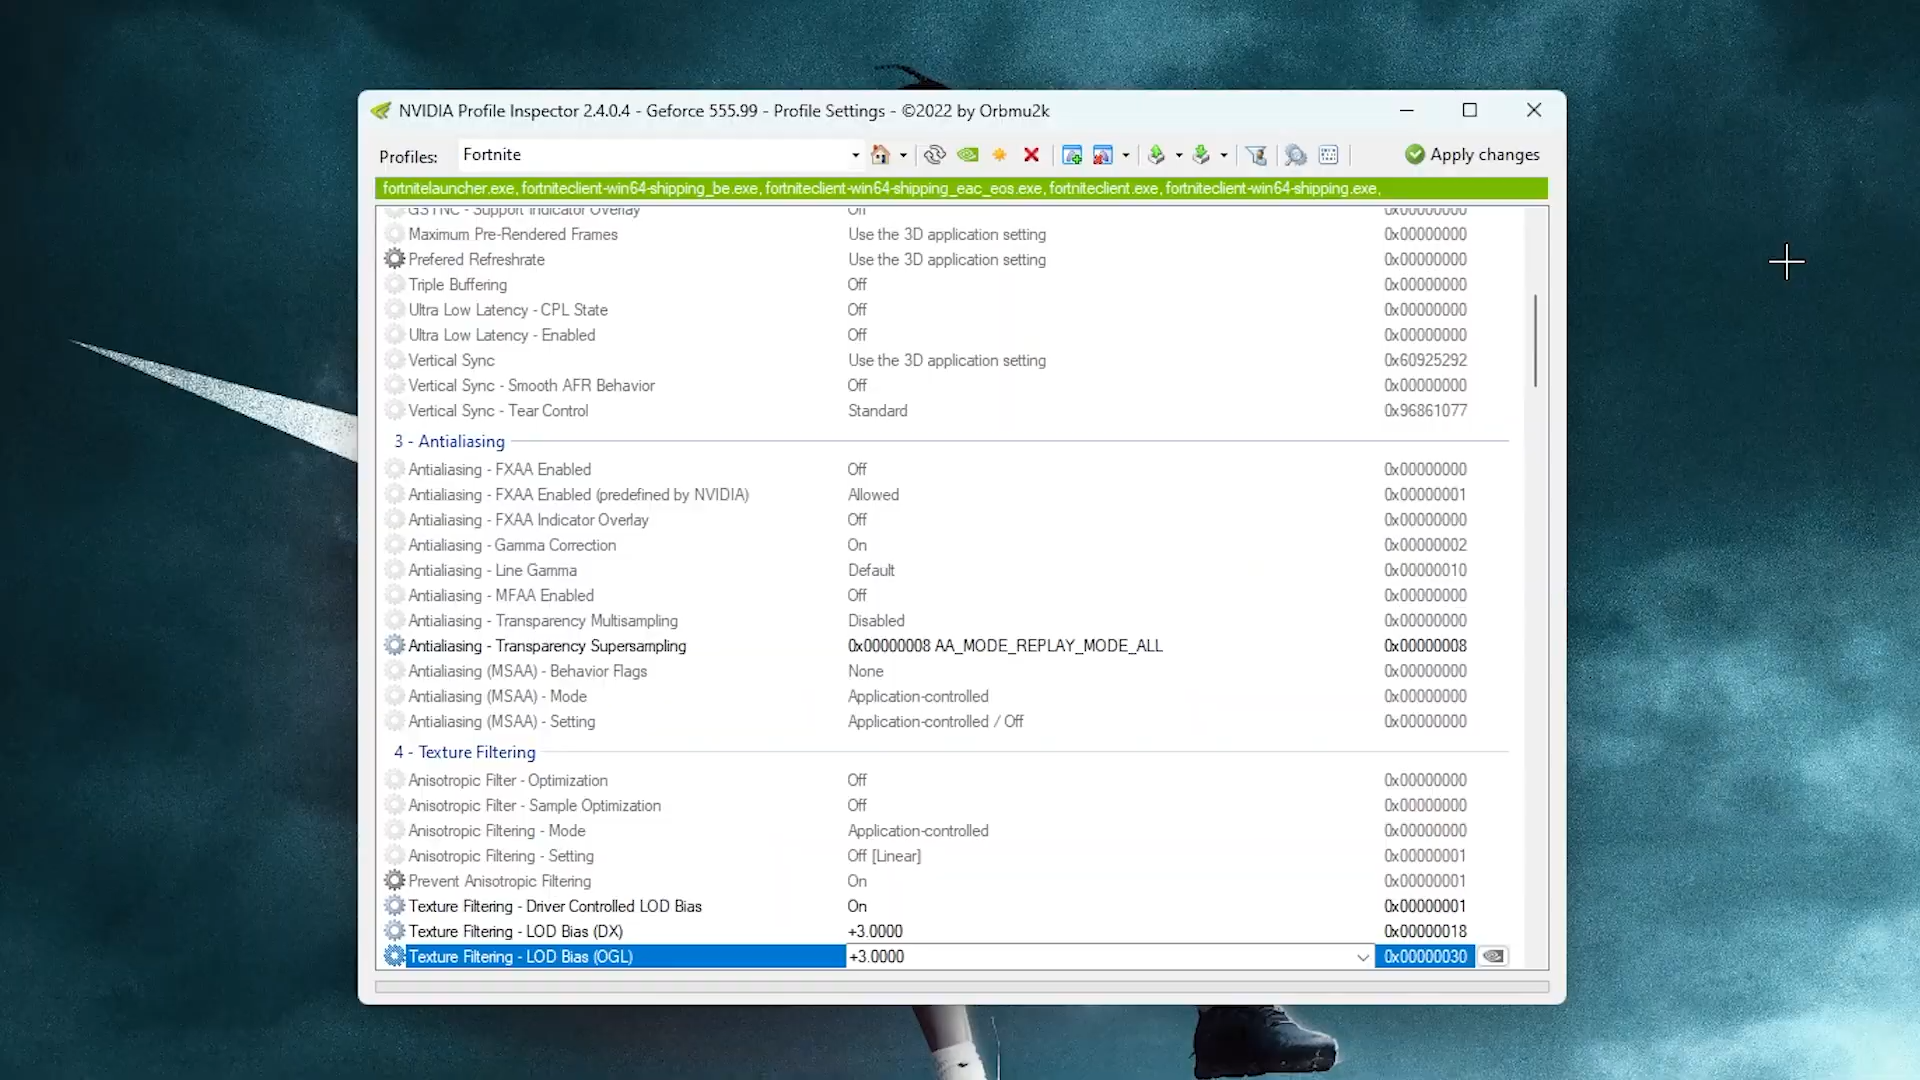 NVIDIA Profile Inspector 2.4.0.4 - Geforce 555.99 - Profile Settings - ©2022 by Orbmu2k
Profiles: Fortnite Apply changes
fortnitelauncher.exe, fortniteclient-win64-shipping_be.exe, fortniteclient-win64-shipping_eac_eos.exe, fortniteclient.exe, fortniteclient-win64-shipping.exe,
GSYNC - Support Indicator Overlay Off 0x00000000
Maximum Pre-Rendered Frames Use the 3D application setting 0x00000000
Prefered Refreshrate Use the 3D application setting 0x00000000
Triple Buffering Off 0x00000000
Ultra Low Latency - CPL State Off 0x00000000
Ultra Low Latency - Enabled Off 0x00000000
Vertical Sync Use the 3D application setting 0x60925292
Vertical Sync - Smooth AFR Behavior Off 0x00000000
Vertical Sync - Tear Control Standard 0x96861077
3 - Antialiasing
Antialiasing - FXAA Enabled Off 0x00000000
Antialiasing - FXAA Enabled (predefined by NVIDIA) Allowed 0x00000001
Antialiasing - FXAA Indicator Overlay Off 0x00000000
Antialiasing - Gamma Correction On 0x00000002
Antialiasing - Line Gamma Default 0x00000010
Antialiasing - MFAA Enabled Off 0x00000000
Antialiasing - Transparency Multisampling Disabled 0x00000000
Antialiasing - Transparency Supersampling 0x00000008 AA_MODE_REPLAY_MODE_ALL 0x00000008
Antialiasing (MSAA) - Behavior Flags None 0x00000000
Antialiasing (MSAA) - Mode Application-controlled 0x00000000
Antialiasing (MSAA) - Setting Application-controlled / Off 0x00000000
4 - Texture Filtering
Anisotropic Filter - Optimization Off 0x00000000
Anisotropic Filter - Sample Optimization Off 0x00000000
Anisotropic Filtering - Mode Application-controlled 0x00000000
Anisotropic Filtering - Setting Off [Linear] 0x00000001
Prevent Anisotropic Filtering On 0x00000001
Texture Filtering - Driver Controlled LOD Bias On 0x00000001
Texture Filtering - LOD Bias (DX) +3.0000 0x00000018
Texture Filtering - LOD Bias (OGL) +3.0000 0x00000030